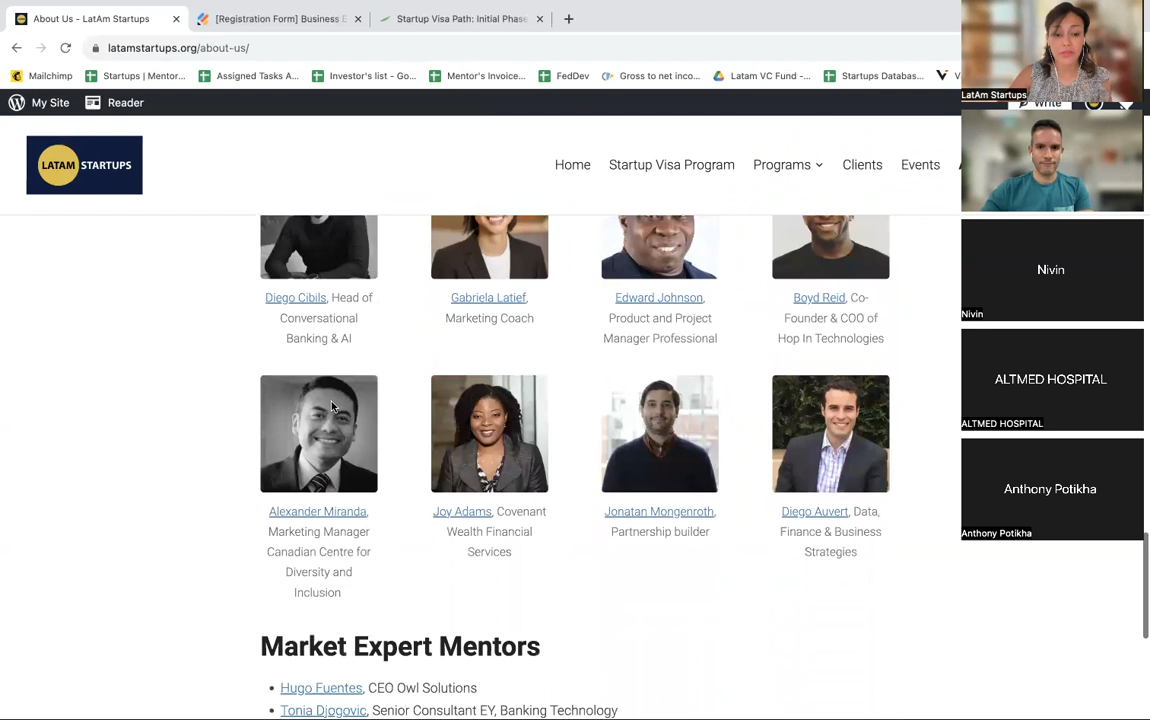 About Us - LatAm Startups
[Registration Form] Business E
Startup Visa Path: Initial Phase
latamstartups.org/about-us/
Mailchimp
Startups | Mentor...
Assigned Tasks A...
Investor's list - Go...
Mentor's Invoice...
FedDev
Gross to net inco...
Latam VC Fund -...
Startups Databas...
My Site
Reader
Write
LATAM STARTUPS
Home
Startup Visa Program
Programs
Clients
Events
LatAm Startups
Nivin
Nivin
ALTMED HOSPITAL
ALTMED HOSPITAL
Anthony Potikha
Anthony Potikha
Diego Cibils, Head of
Conversational
Banking & AI
Gabriela Latief,
Marketing Coach
Edward Johnson,
Product and Project
Manager Professional
Boyd Reid, Co-
Founder & COO of
Hop In Technologies
Alexander Miranda,
Marketing Manager
Canadian Centre for
Diversity and
Inclusion
Joy Adams, Covenant
Wealth Financial
Services
Jonatan Mongenroth,
Partnership builder
Diego Auvert, Data,
Finance & Business
Strategies
Market Expert Mentors
• Hugo Fuentes, CEO Owl Solutions
• Tonia Djogovic, Senior Consultant EY, Banking Technology